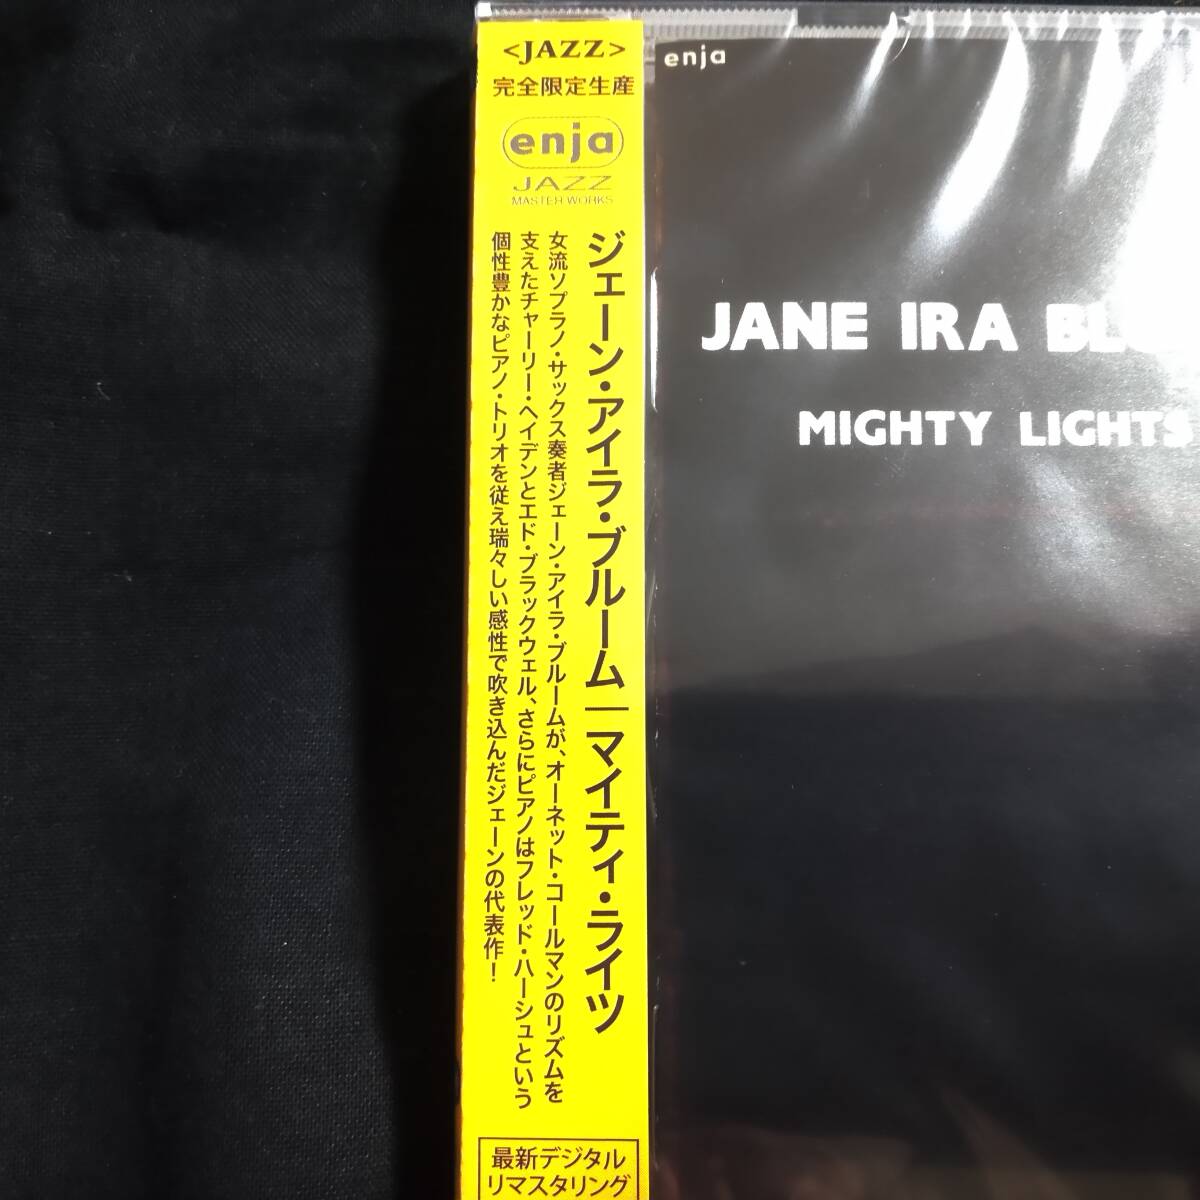 <JAZZ>
完全限定生産
enja
JAZZ
MASTER WORKS
ジェーン・アイラ・ブルーム｜マイティ・ライツ
女流ソプラノ・サックス奏者ジェーン・アイラ・ブルームが、オーネット・コールマンのリズムを
支えたチャーリー・ヘイデンとエド・ブラックウェル、さらにピアノはフレッド・ハーシュという
個性豊かなピアノ・トリオを従え瑞々しい感性で吹き込んだジェーンの代表作！
最新デジタル
リマスタリング
enja
JANE IRA
MIGHTY LIGHTS